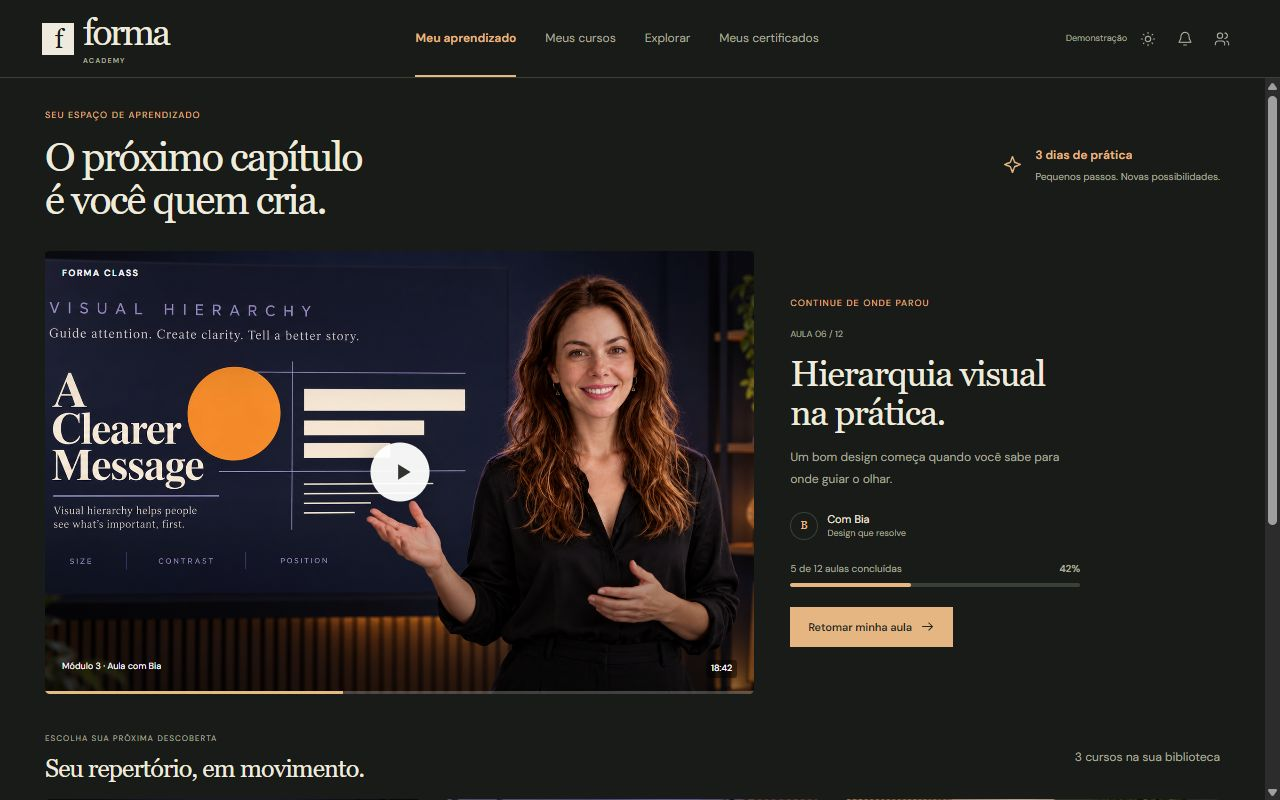 f forma
ACADEMY
Meu aprendizado
Meus cursos
Explorar
Meus certificados
Demonstração
SEU ESPAÇO DE APRENDIZADO
O próximo capítulo
é você quem cria.
3 dias de prática
Pequenos passos. Novas possibilidades.
FORMA CLASS
VISUAL HIERARCHY
Guide attention. Create clarity. Tell a better story.
A
Clearer
Message
Visual hierarchy helps people
see what's important, first.
SIZE
CONTRAST
POSITION
Módulo 3 · Aula com Bia
18:42
CONTINUE DE ONDE PAROU
AULA 06 / 12
Hierarquia visual
na prática.
Um bom design começa quando você sabe para
onde guiar o olhar.
B
Com Bia
Design que resolve
5 de 12 aulas concluídas
42%
Retomar minha aula
ESCOLHA SUA PRÓXIMA DESCOBERTA
Seu repertório, em movimento.
3 cursos na sua biblioteca